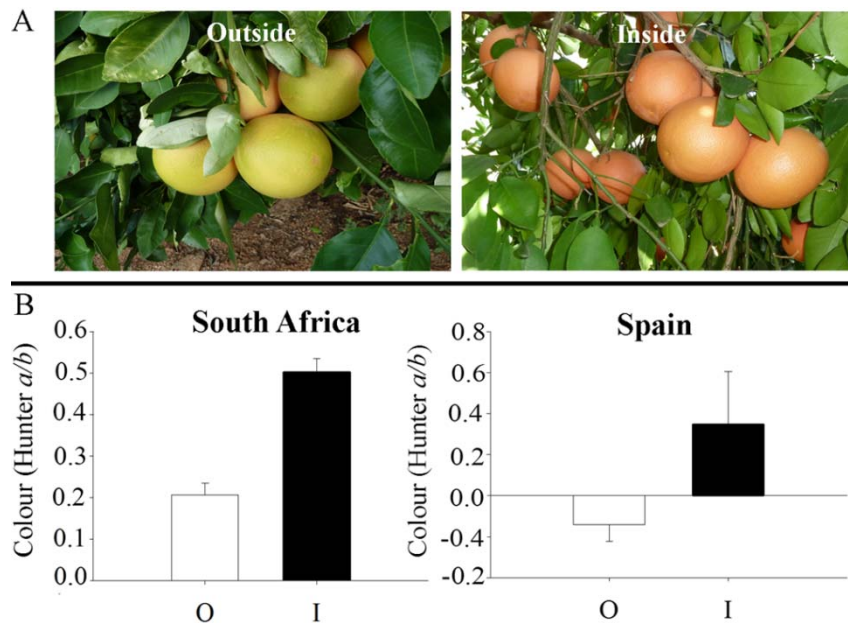 A
Outside
Inside
B
South Africa
Colour (Hunter a/b)
0.6
0.5
0.4
0.3
0.2
0.1
0.0
O I
Spain
Colour (Hunter a/b)
0.8
0.6
0.4
0.2
0.0
-0.4
-0.2
O I